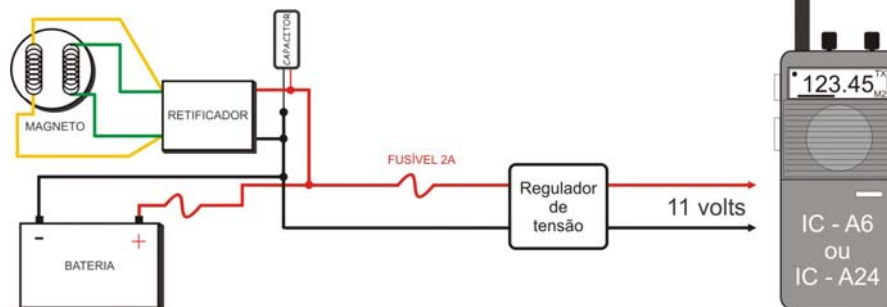 CAPACITOR
MAGNETO
RETIFICADOR
123.45
TX
M2
FUSÍVEL 2A
Regulador
de
tensão
11 volts
-
+
BATERIA
IC - A6
ou
IC - A24